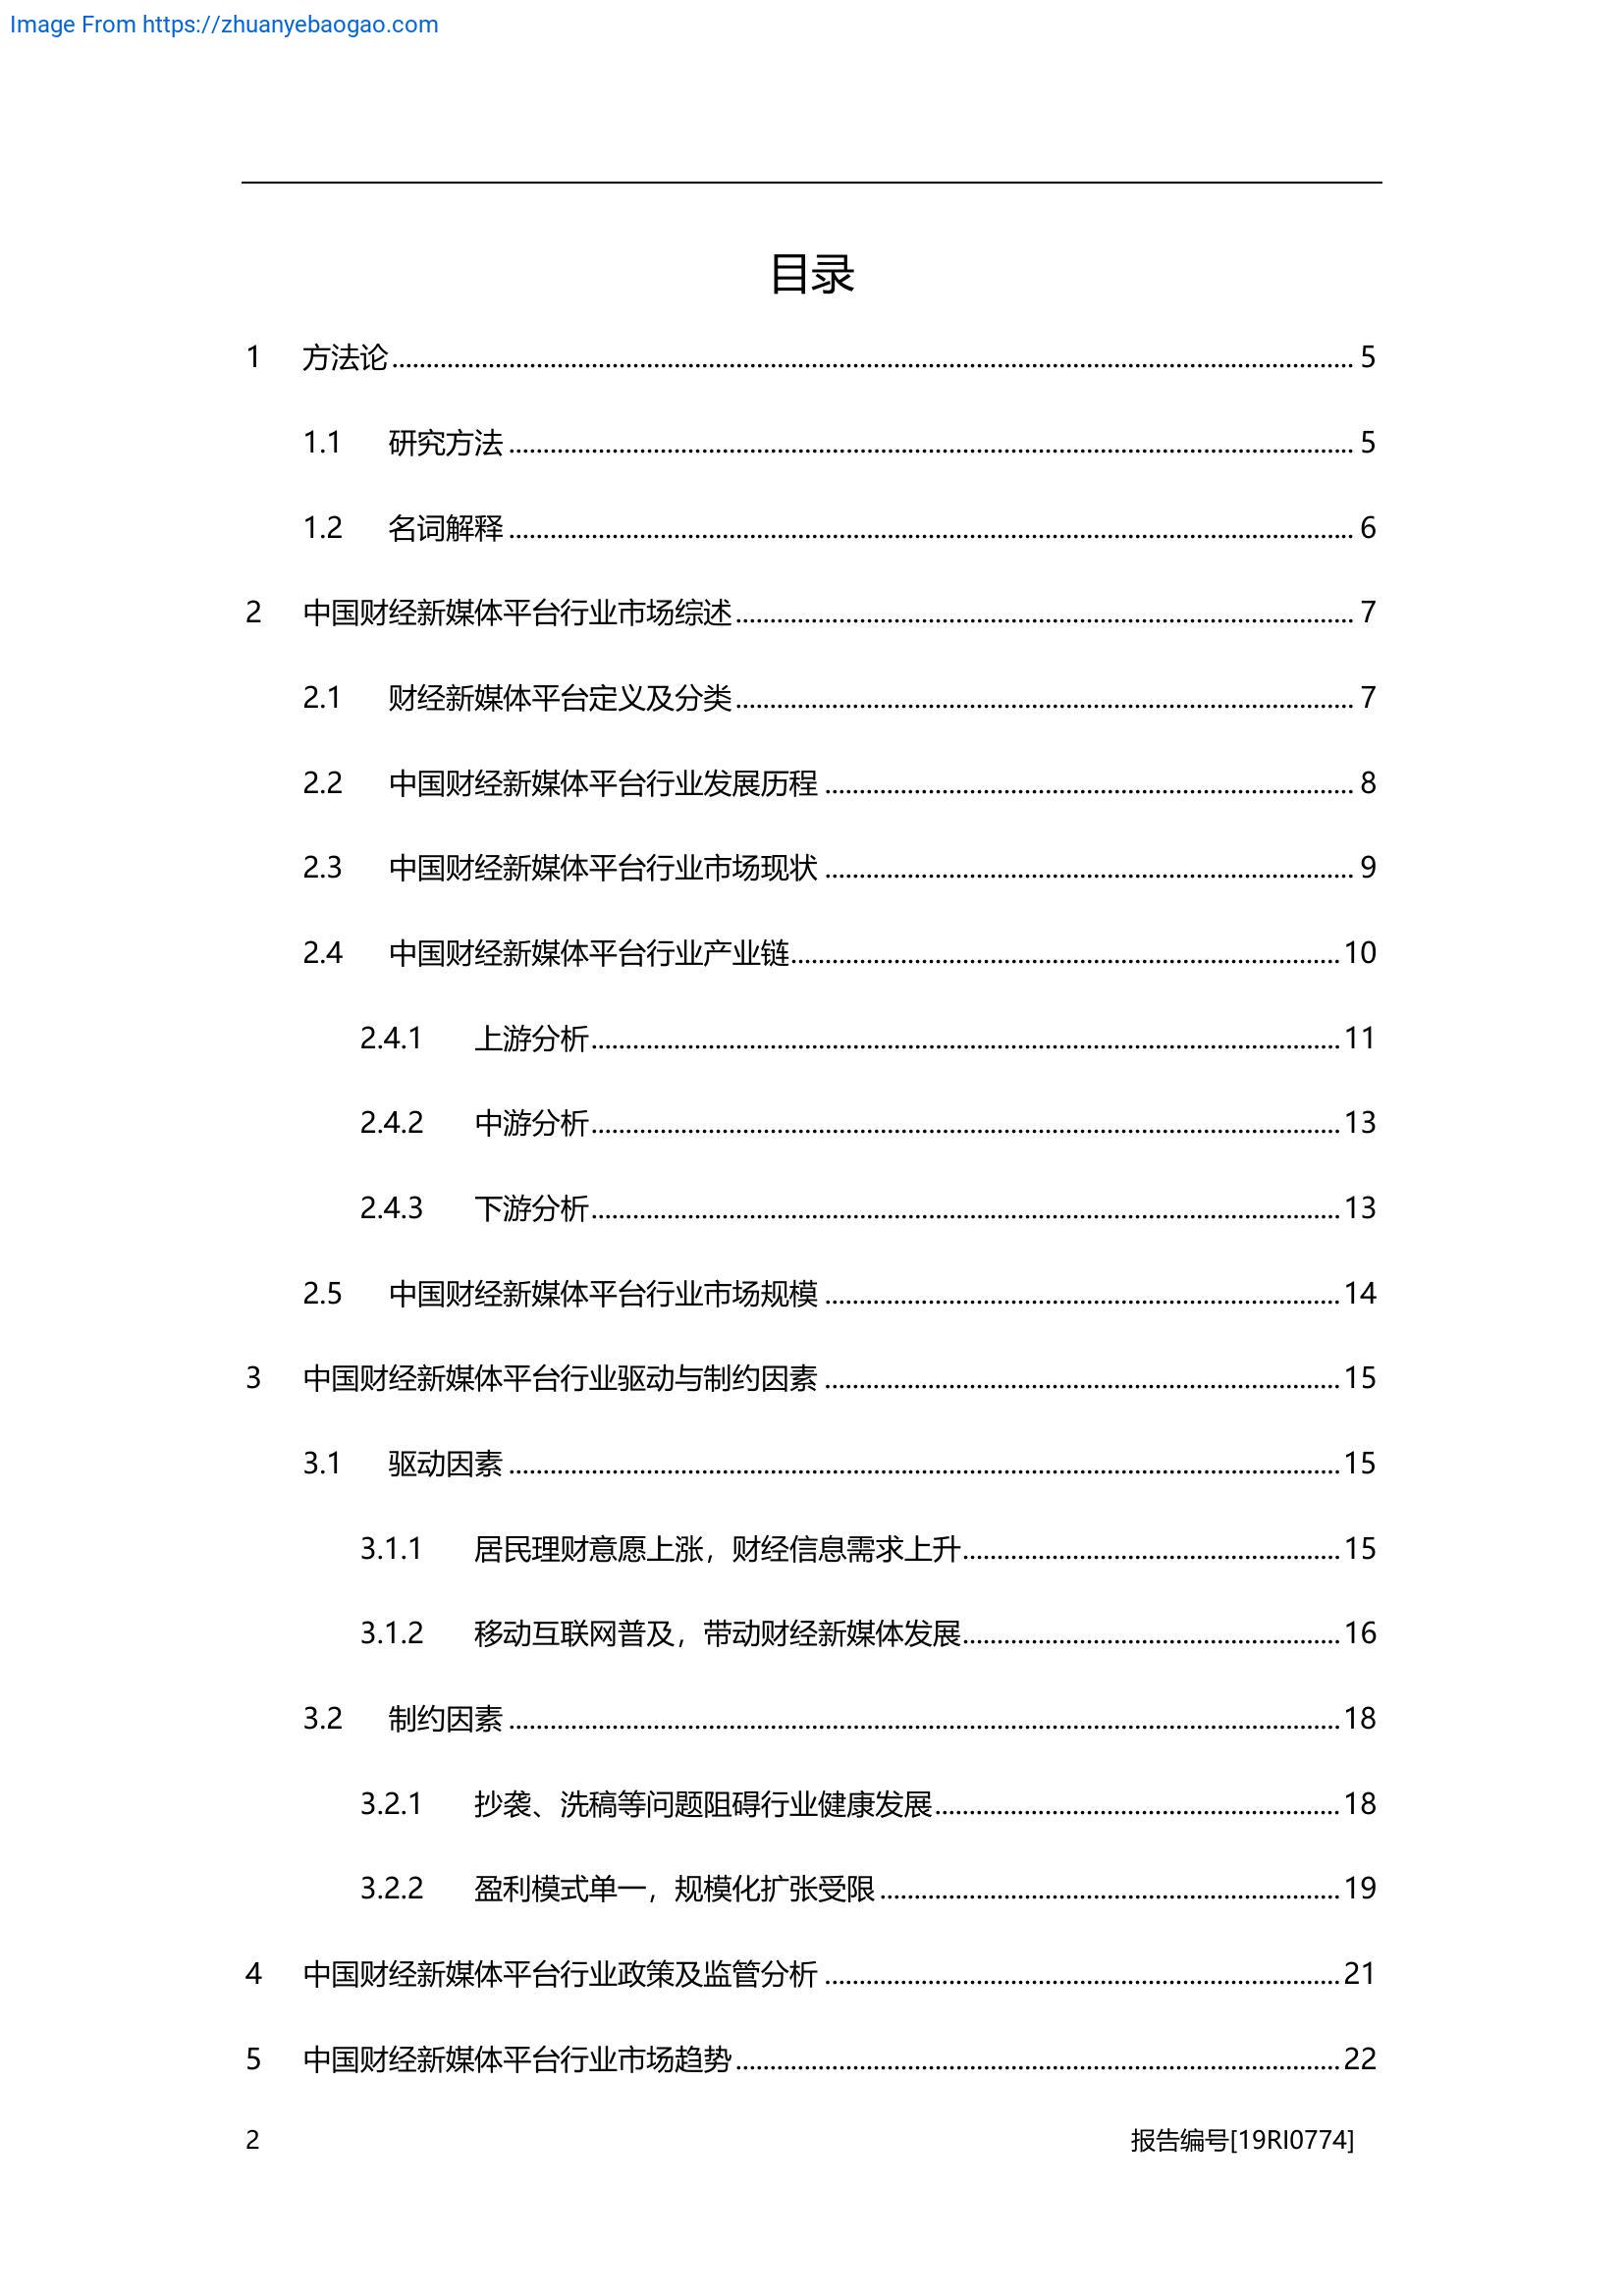 Image From https://zhuanyebaogao.com
目录
1 方法论 5
1.1 研究方法 5
1.2 名词解释 6
2 中国财经新媒体平台行业市场综述 7
2.1 财经新媒体平台定义及分类 7
2.2 中国财经新媒体平台行业发展历程 8
2.3 中国财经新媒体平台行业市场现状 9
2.4 中国财经新媒体平台行业产业链 10
2.4.1 上游分析 11
2.4.2 中游分析 13
2.4.3 下游分析 13
2.5 中国财经新媒体平台行业市场规模 14
3 中国财经新媒体平台行业驱动与制约因素 15
3.1 驱动因素 15
3.1.1 居民理财意愿上涨，财经信息需求上升 15
3.1.2 移动互联网普及，带动财经新媒体发展 16
3.2 制约因素 18
3.2.1 抄袭、洗稿等问题阻碍行业健康发展 18
3.2.2 盈利模式单一，规模化扩张受限 19
4 中国财经新媒体平台行业政策及监管分析 21
5 中国财经新媒体平台行业市场趋势 22
2 报告编号[19RI0774]